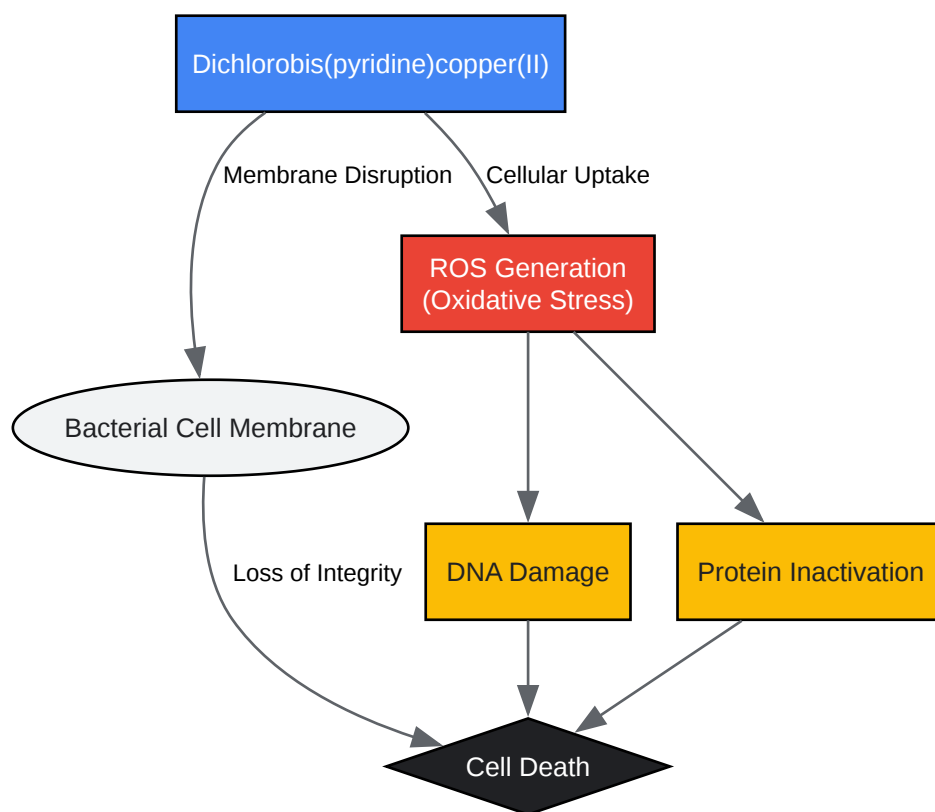 Dichlorobis(pyridine)copper(II)
Membrane Disruption
Cellular Uptake
ROS Generation
(Oxidative Stress)
Bacterial Cell Membrane
Loss of Integrity
DNA Damage
Protein Inactivation
Cell Death